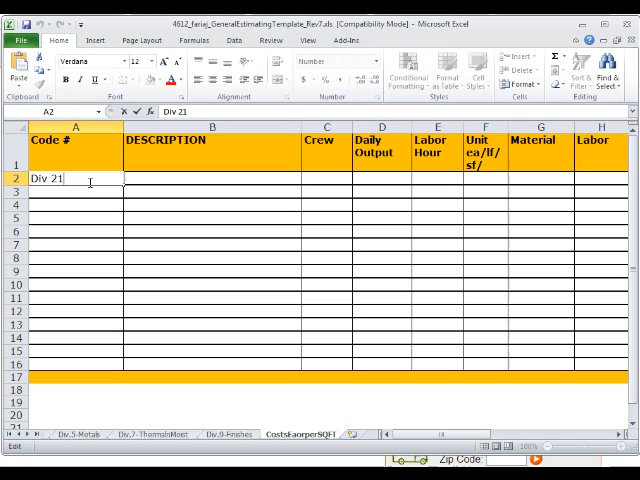 4612_fariaj_GeneralEstimatingTemplate_Rev7.xls [Compatibility Mode] - Microsoft Excel
File Home Insert Page Layout Formulas Data Review View Add-Ins
Verdana 12 Number Insert
Paste Conditional Formatting Format as Table Cell Styles Delete Sort & Filter Find & Select
Format
Clipboard Font Alignment Number Styles Cells Editing
A2 fx Div 21
A B C D E F G H
1 Code # DESCRIPTION Crew Daily Output Labor Hour Unit ea/lf/ sf/ Material Labor
2 Div 21
3
4
5
6
7
8
9
10
11
12
13
14
15
16
17
18
19
20
21
Div.5-Metals Div.7-ThermlnMoist Div.9-Finishes CostsEaorperSQFT
Edit 100%
Zip Code: